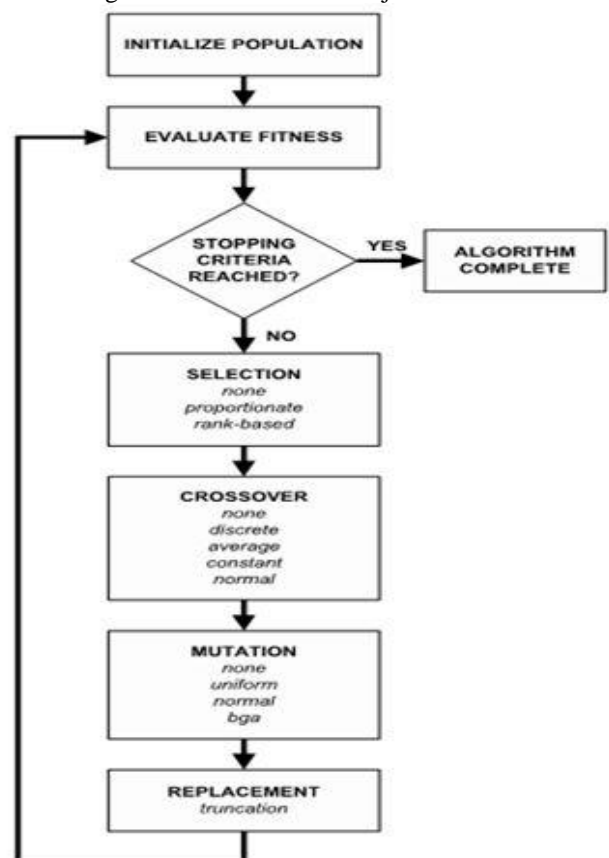 INITIALIZE POPULATION
EVALUATE FITNESS
STOPPING
CRITERIA
REACHED?
YES
ALGORITHM
COMPLETE
NO
SELECTION
none
proportionate
rank-based
CROSSOVER
none
discrete
average
constant
normal
MUTATION
none
uniform
normal
bga
REPLACEMENT
truncation